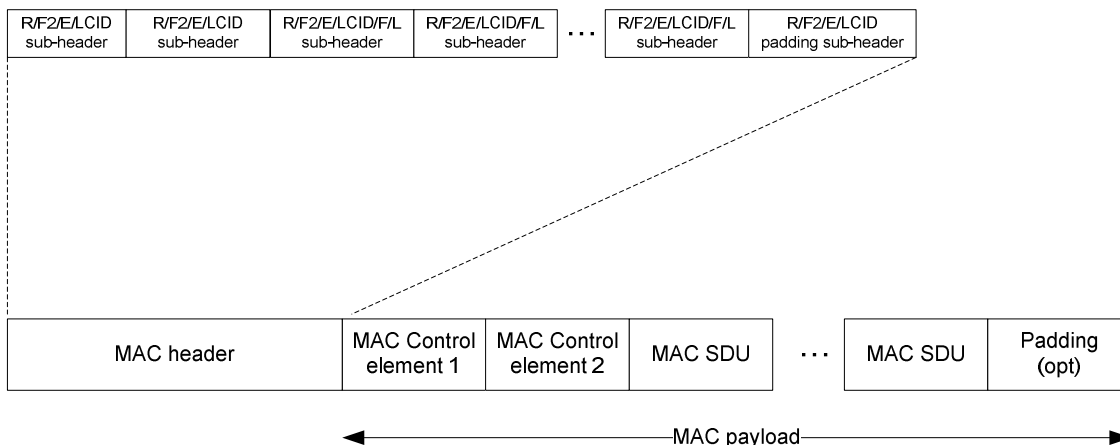 R/F2/E/LCID
sub-header
R/F2/E/LCID
sub-header
R/F2/E/LCID/F/L
sub-header
R/F2/E/LCID/F/L
sub-header
...
R/F2/E/LCID/F/L
sub-header
R/F2/E/LCID
padding sub-header
MAC header
MAC Control
element 1
MAC Control
element 2
MAC SDU
...
MAC SDU
Padding
(opt)
MAC payload